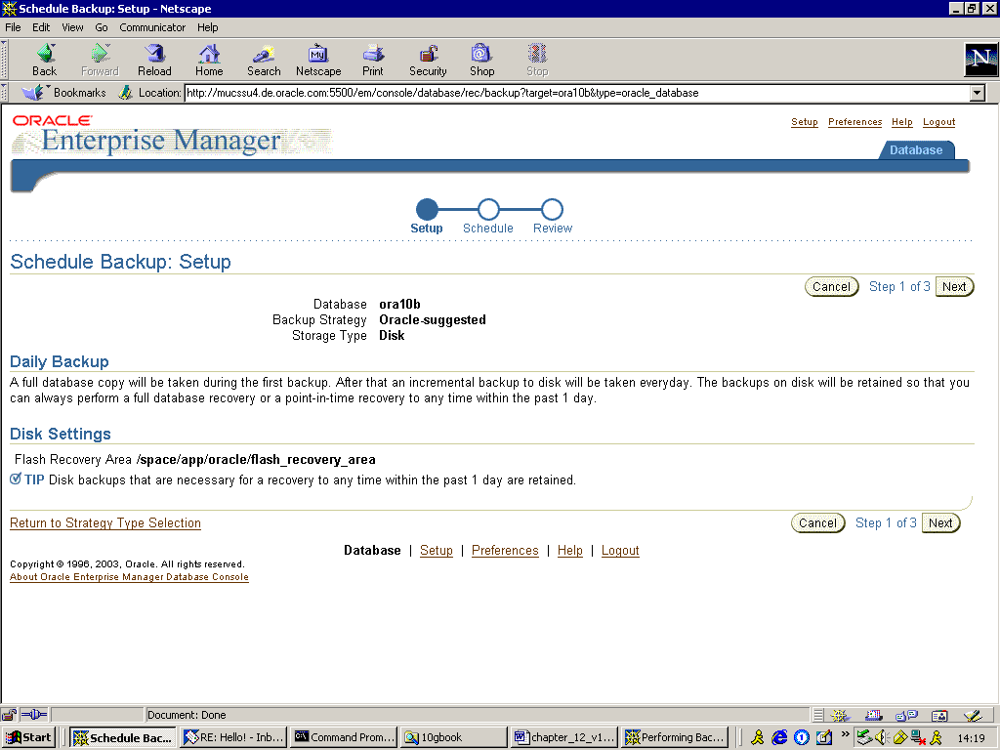 Schedule Backup: Setup - Netscape
File Edit View Go Communicator Help
Back Forward Reload Home Search Netscape Print Security Shop Stop
My
N
Bookmarks Location: http://mucssu4.de.oracle.com:5500/em/console/database/rec/backup?target=ora10b&type=oracle_database
ORACLE
Enterprise Manager
Setup Preferences Help Logout
Database
Setup Schedule Review
Schedule Backup: Setup
Cancel Step 1 of 3 Next
Database ora10b
Backup Strategy Oracle-suggested
Storage Type Disk
Daily Backup
A full database copy will be taken during the first backup. After that an incremental backup to disk will be taken everyday. The backups on disk will be retained so that you
can always perform a full database recovery or a point-in-time recovery to any time within the past 1 day.
Disk Settings
Flash Recovery Area /space/app/oracle/flash_recovery_area
TIP Disk backups that are necessary for a recovery to any time within the past 1 day are retained.
Return to Strategy Type Selection
Cancel Step 1 of 3 Next
Database | Setup | Preferences | Help | Logout
Copyright © 1996, 2003, Oracle. All rights reserved.
About Oracle Enterprise Manager Database Console
Document: Done
Start Schedule Bac... RE: Hello! - Inb... Command Prom... 10gbook chapter_12_v1... Performing Bac... 14:19